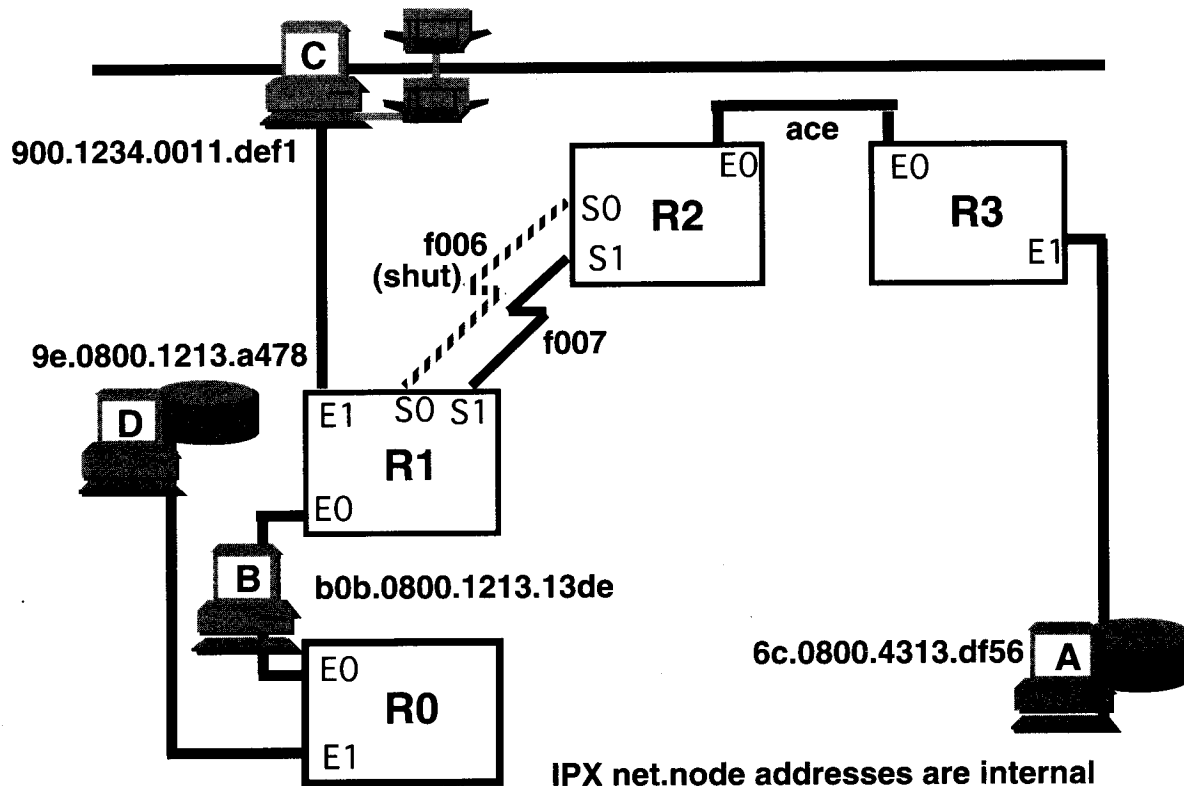 C
900.1234.0011.def1
ace
E0
R2
S0
S1
E0
R3
E1
f006
(shut)
f007
9e.0800.1213.a478
D
E1
S0
S1
R1
E0
B
b0b.0800.1213.13de
E0
R0
E1
6c.0800.4313.df56
A
IPX net.node addresses are internal